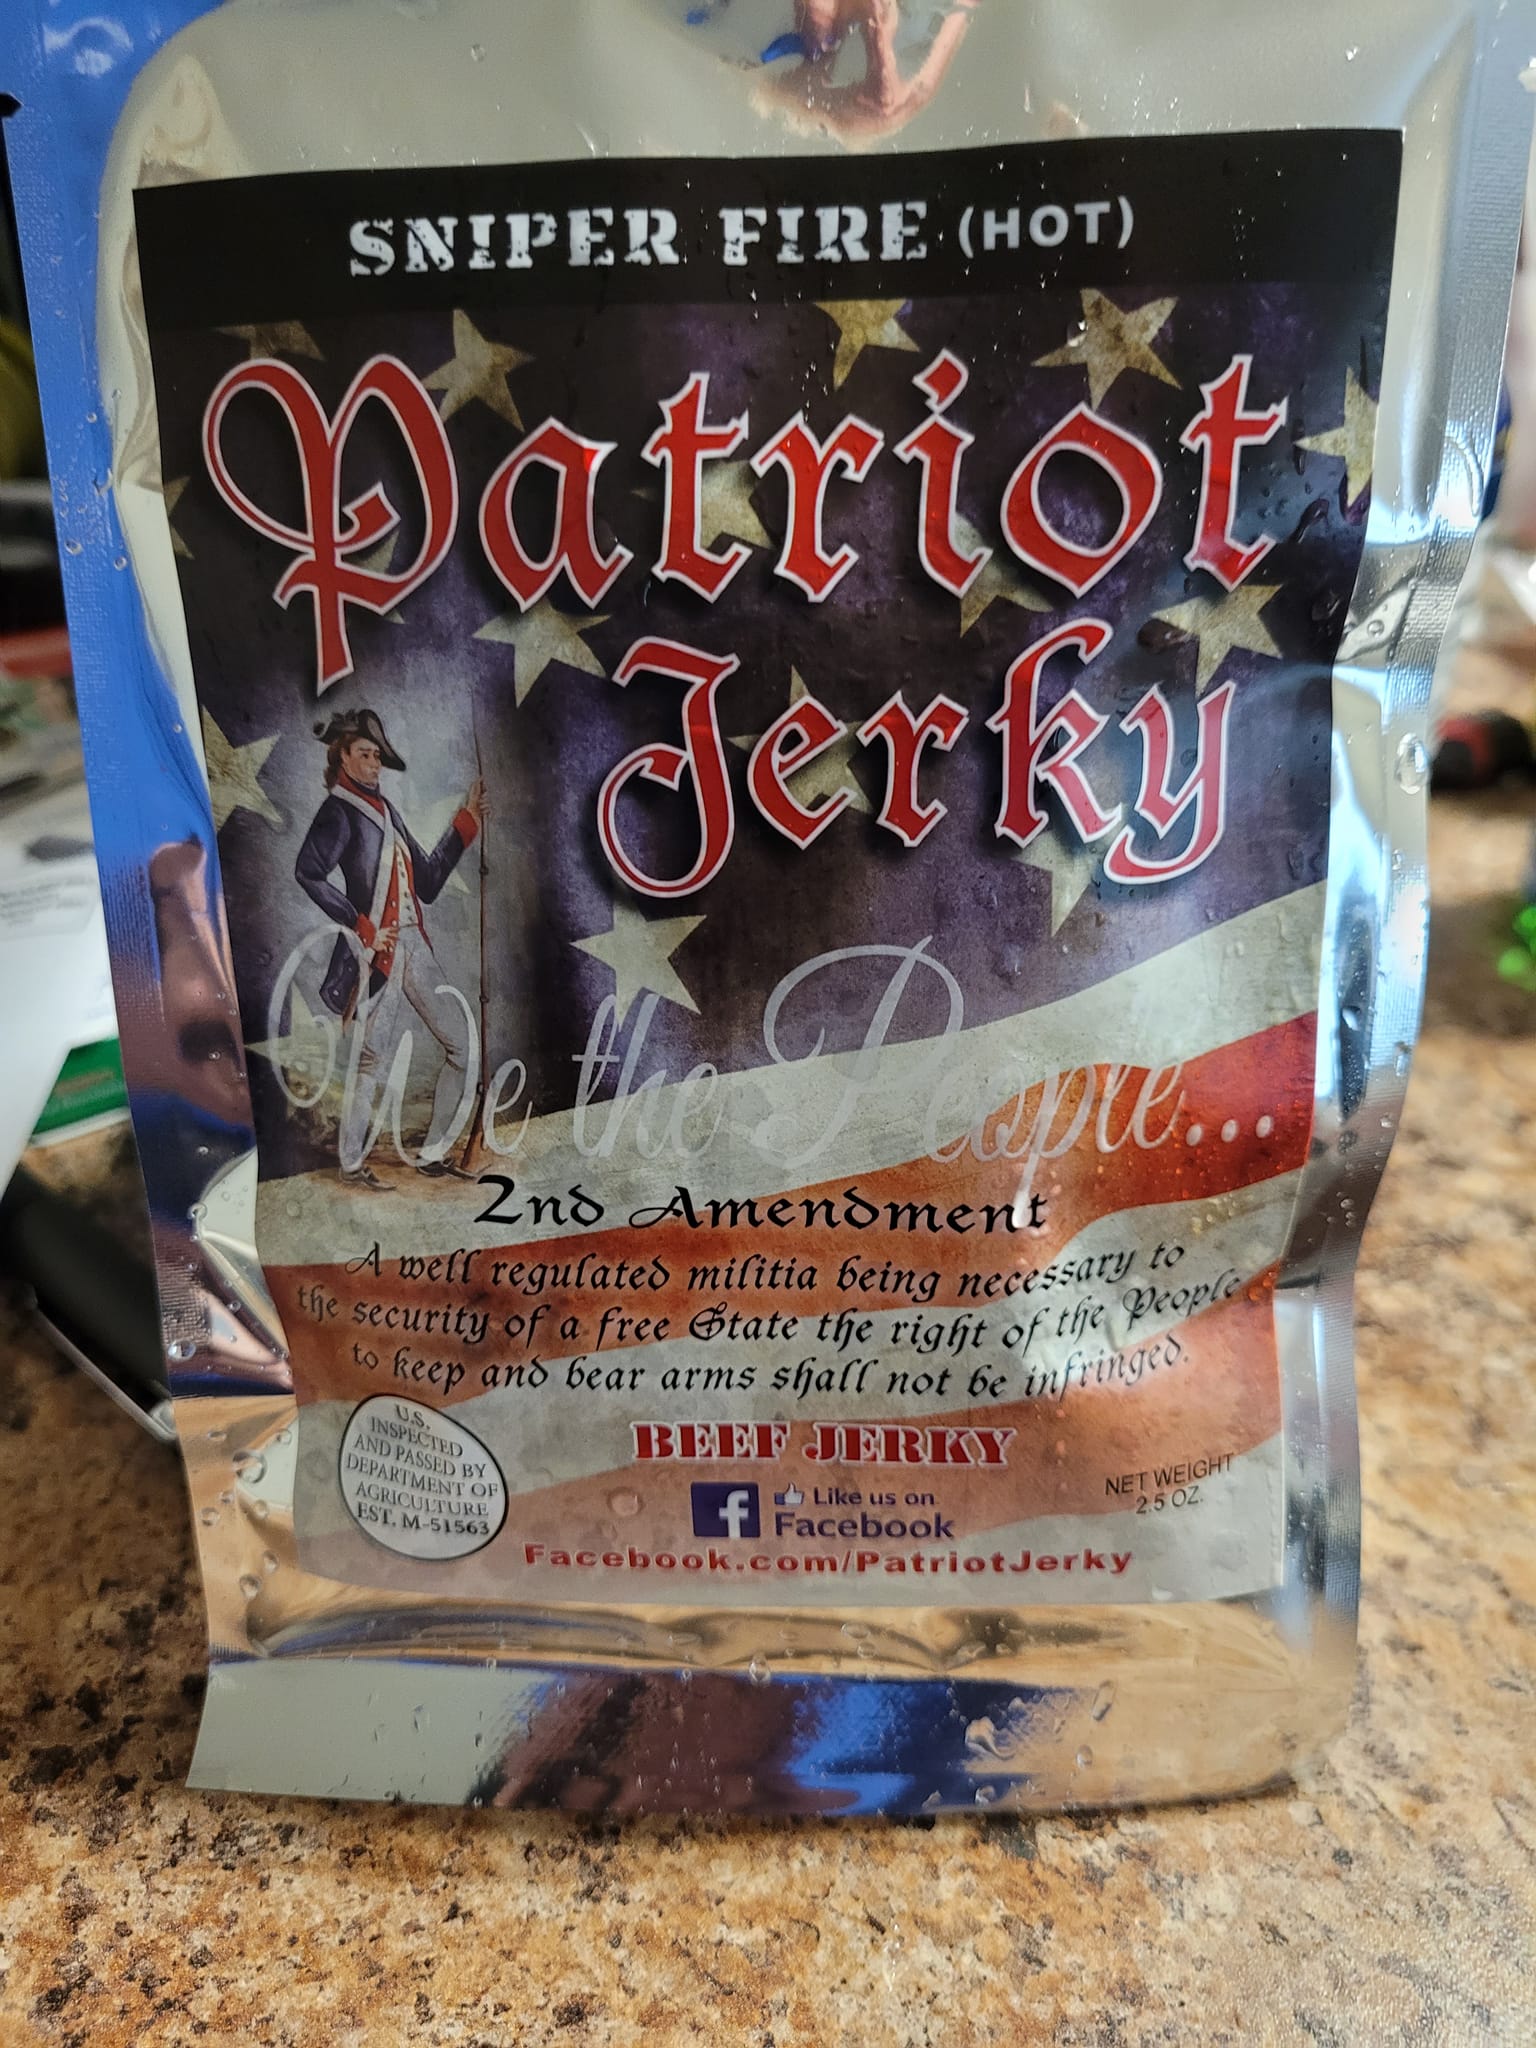 SNIPER FIRE (HOT)
Patriot
Jerky
We the People...
2nd Amendment
A well regulated militia being necessary to
the security of a free State the right of the People
to keep and bear arms shall not be infringed.
BEEF JERKY
U.S.
INSPECTED
AND PASSED BY
DEPARTMENT OF
AGRICULTURE
EST. M-51563
f
Like us on
Facebook
Facebook.com/PatriotJerky
NET WEIGHT
2.5 OZ.